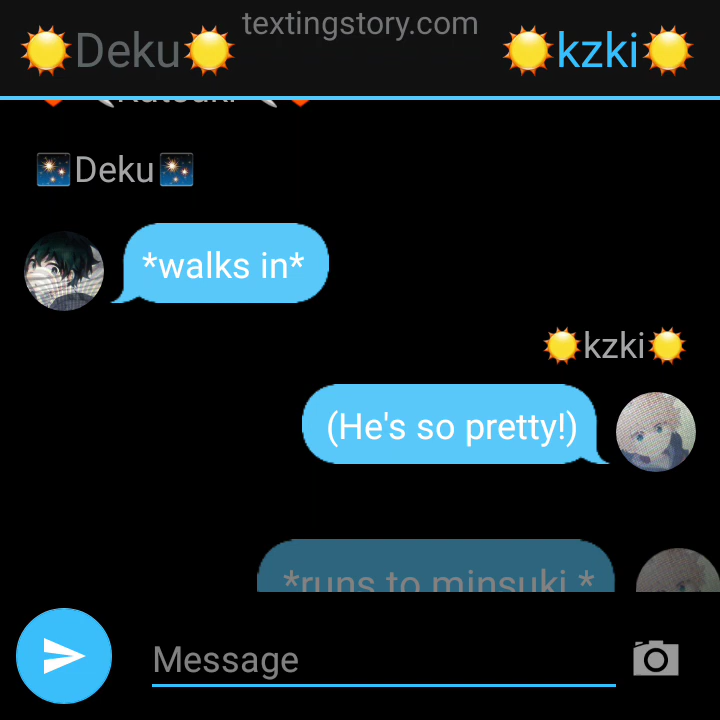 textingstory.com
☀️Deku☀️ ☀️kzki☀️
🎇Deku🎇
*walks in*
☀️kzki☀️
(He's so pretty!)
*runs to minsuki *
Message